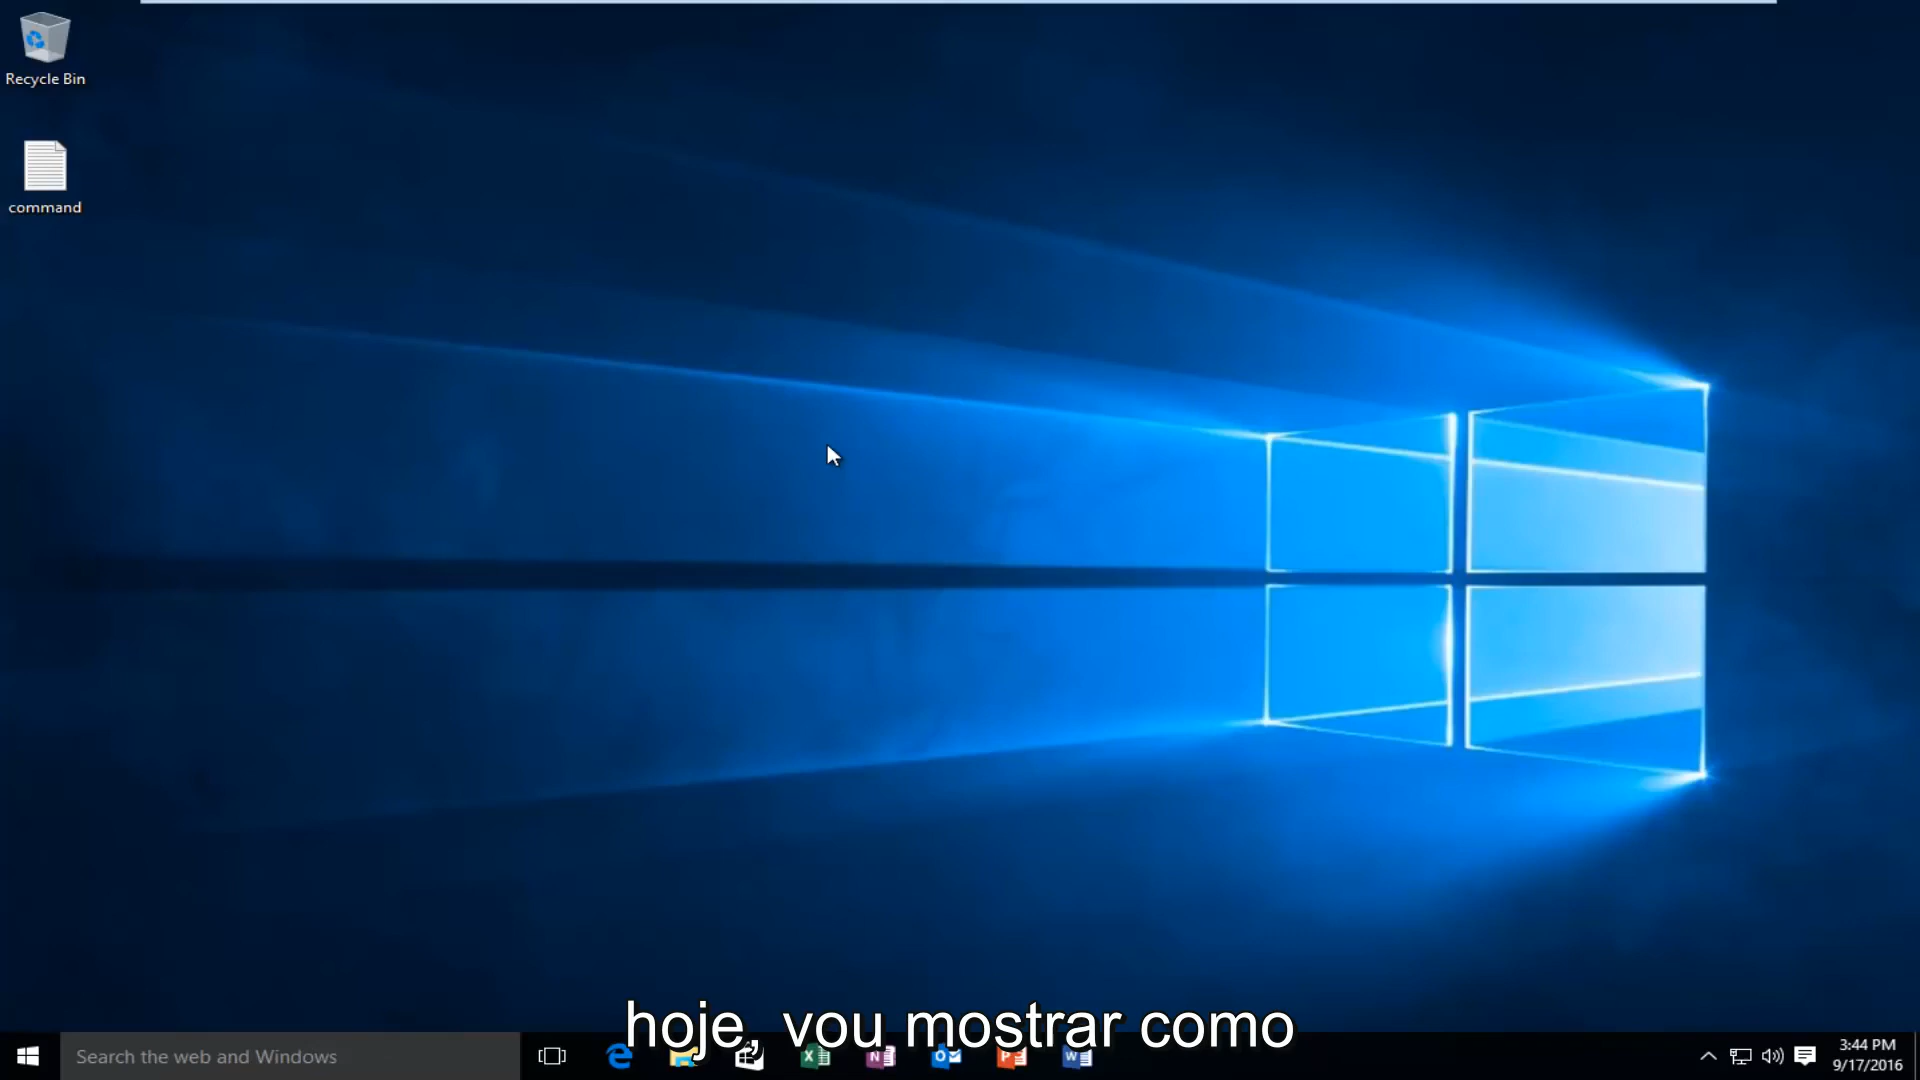 Recycle Bin
command
hoje, vou mostrar como
Search the web and Windows
3:44 PM
9/17/2016